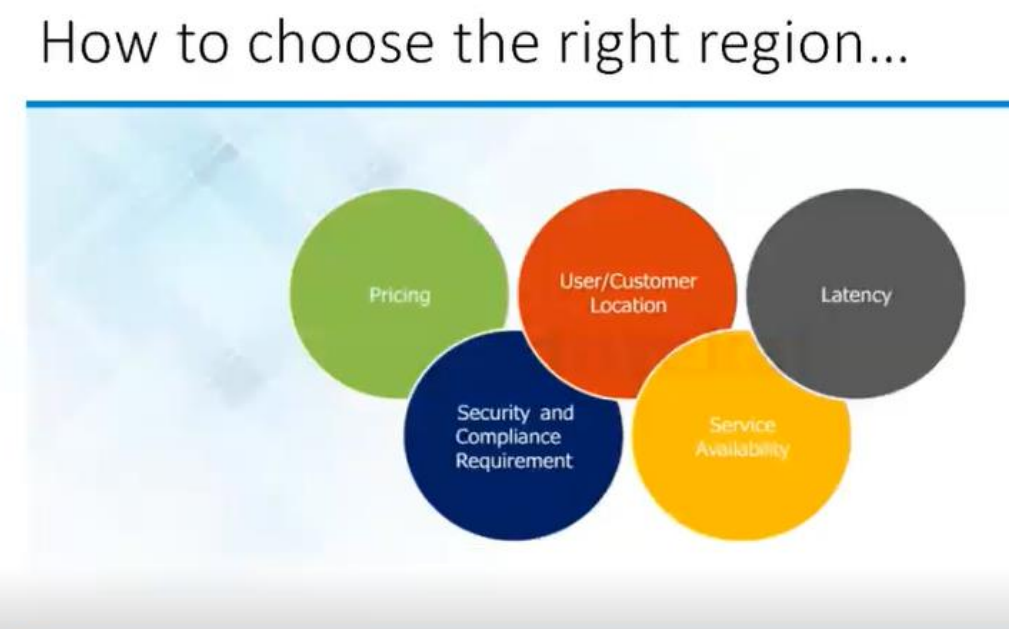 How to choose the right region...
Pricing
User/Customer
Location
Latency
Security and
Compliance
Requirement
Service
Availability